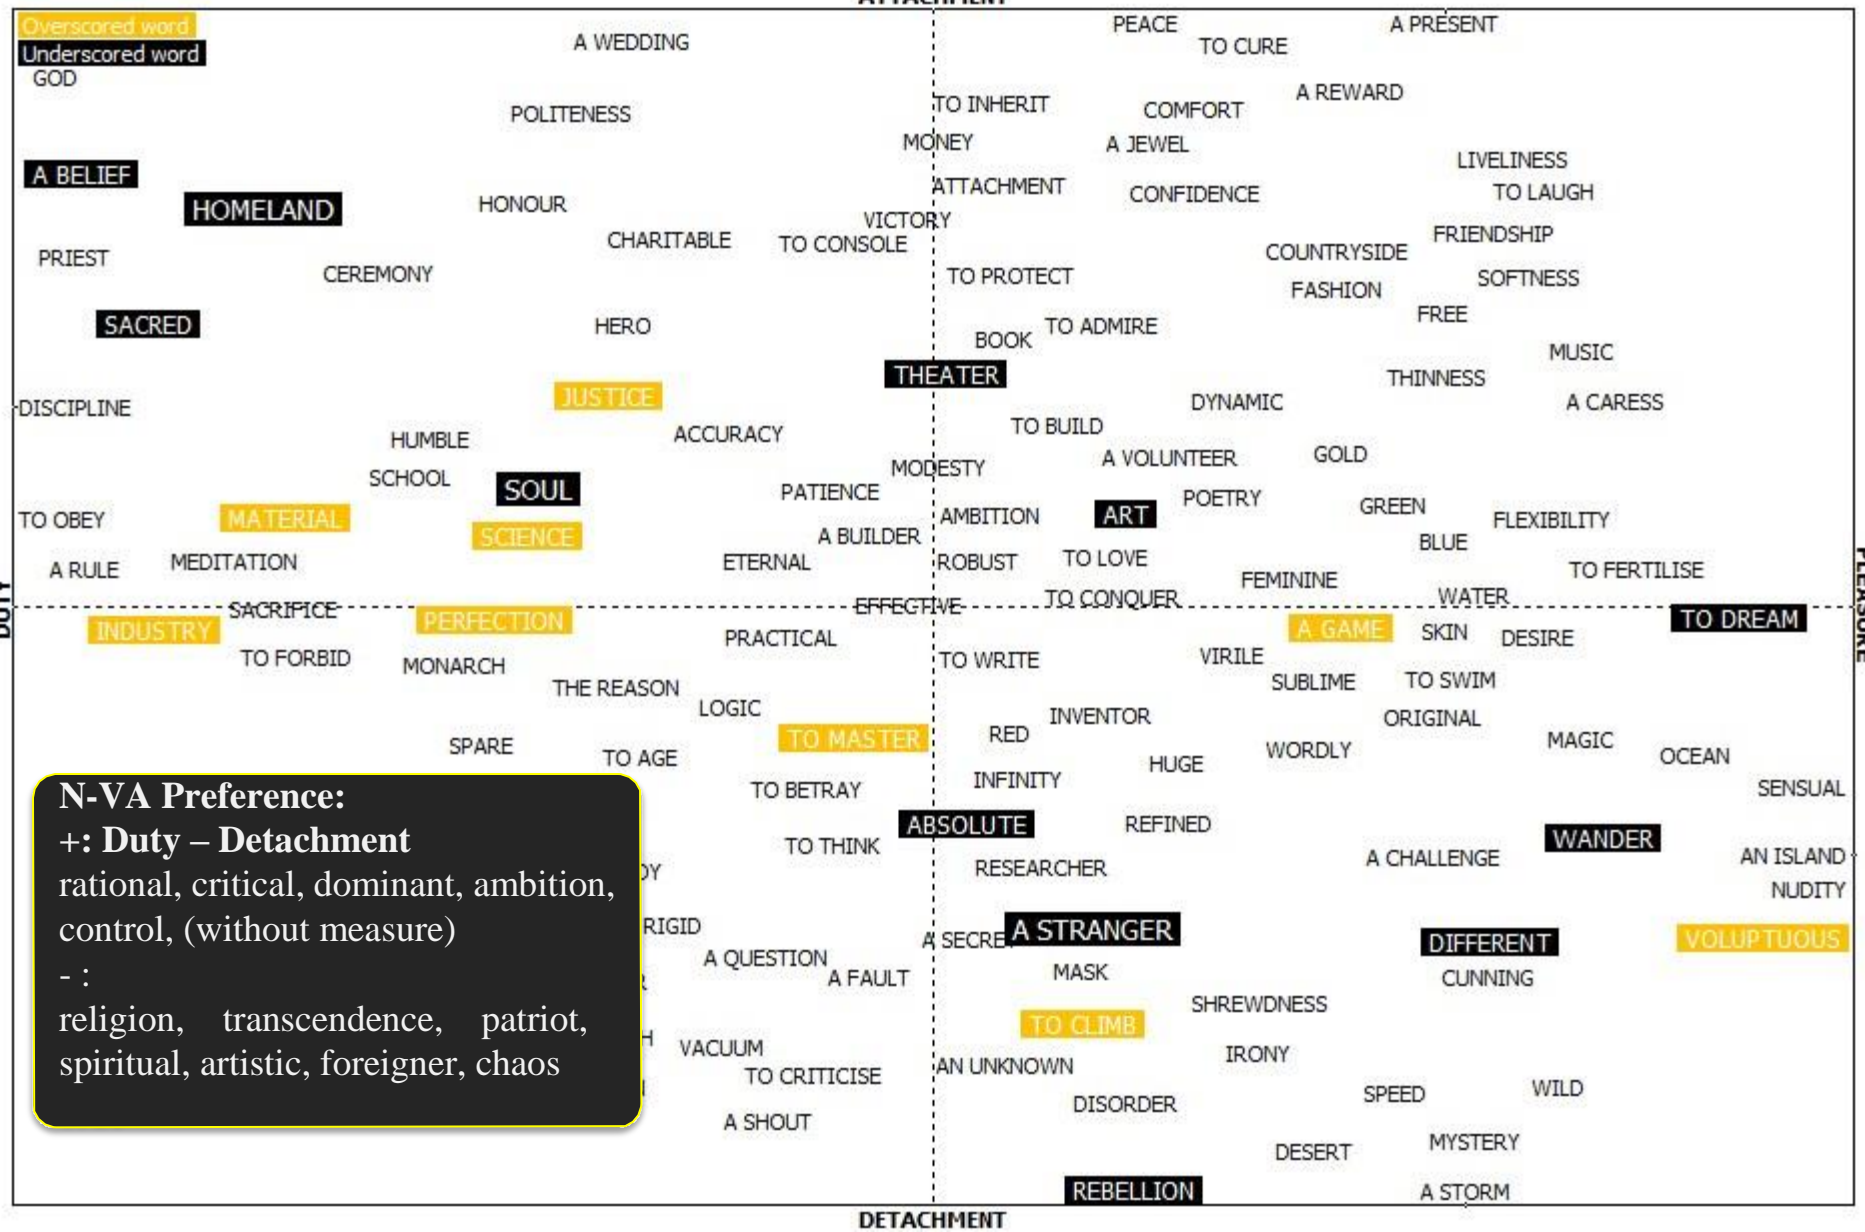 ATTACHMENT
Overscored word
Underscored word
GOD
A WEDDING
PEACE
A PRESENT
TO CURE
POLITENESS
TO INHERIT
COMFORT
A REWARD
MONEY
A JEWEL
LIVELINESS
A BELIEF
ATTACHMENT
CONFIDENCE
TO LAUGH
HOMELAND
HONOUR
VICTORY
CHARITABLE
TO CONSOLE
FRIENDSHIP
PRIEST
COUNTRYSIDE
CEREMONY
TO PROTECT
SOFTNESS
FASHION
SACRED
HERO
BOOK
TO ADMIRE
FREE
MUSIC
THEATER
THINNESS
DISCIPLINE
JUSTICE
DYNAMIC
A CARESS
HUMBLE
ACCURACY
TO BUILD
SCHOOL
MODESTY
A VOLUNTEER
GOLD
SOUL
PATIENCE
POETRY
TO OBEY
MATERIAL
AMBITION
ART
GREEN
FLEXIBILITY
SCIENCE
A BUILDER
BLUE
A RULE
MEDITATION
ETERNAL
ROBUST
TO LOVE
FEMININE
TO FERTILISE
DUTY
SACRIFICE
EFFECTIVE
TO CONQUER
WATER
PLEASURE
INDUSTRY
PERFECTION
A GAME
SKIN
DESIRE
TO DREAM
PRACTICAL
TO FORBID
MONARCH
TO WRITE
VIRILE
THE REASON
SUBLIME
TO SWIM
LOGIC
INVENTOR
ORIGINAL
SPARE
TO AGE
TO MASTER
RED
WORDLY
MAGIC
OCEAN
HUGE
TO BETRAY
INFINITY
SENSUAL
ABSOLUTE
REFINED
WANDER
TO THINK
RESEARCHER
A CHALLENGE
AN ISLAND
NUDITY
RIGID
A SECRE
A STRANGER
DIFFERENT
VOLUPTUOUS
A QUESTION
A FAULT
MASK
CUNNING
SHREWDNESS
TO CLIMB
VACUUM
AN UNKNOWN
IRONY
TO CRITICISE
DISORDER
SPEED
WILD
A SHOUT
DESERT
MYSTERY
REBELLION
A STORM
DETACHMENT
N-VA Preference:
+: Duty – Detachment
rational, critical, dominant, ambition,
control, (without measure)
- :
religion, transcendence, patriot,
spiritual, artistic, foreigner, chaos